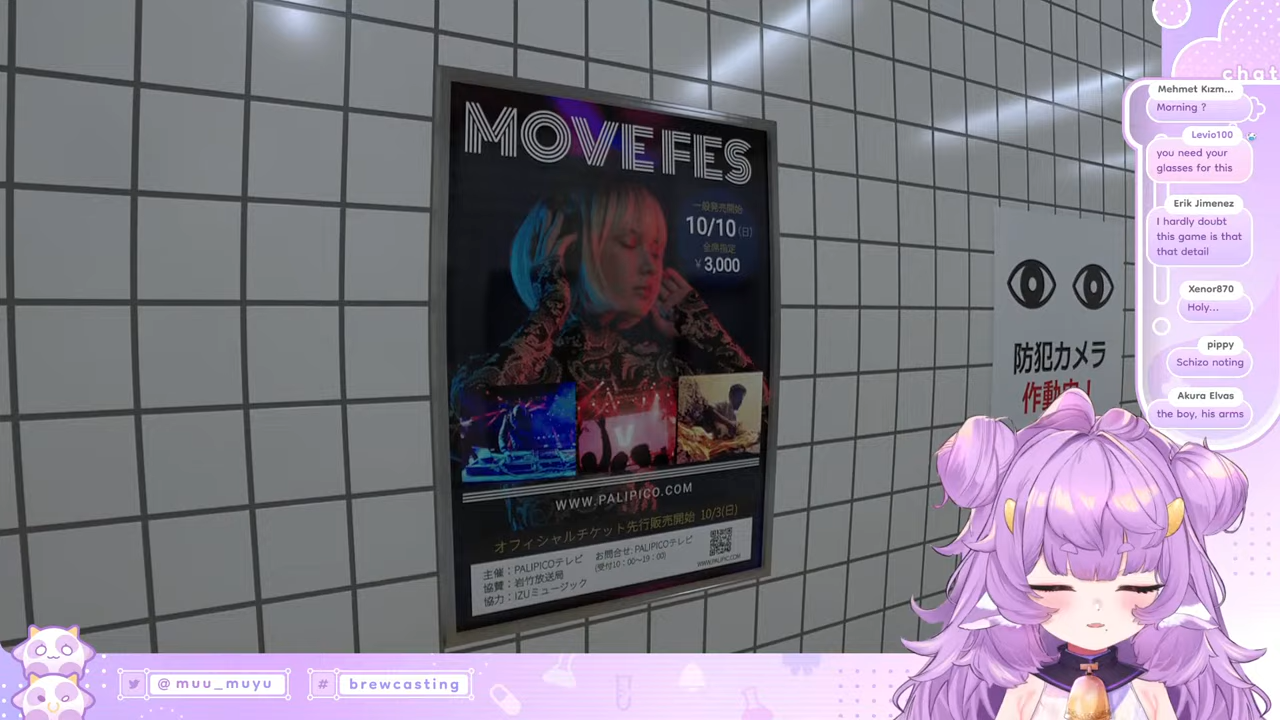 MOVE FES
一般発売開始
10/10(日)
全席指定
¥3,000
WWW.PALIPICO.COM
オフィシャルチケット先行販売開始 10/3(日)
主催：PALIPICOテレビ
協賛：岩竹放送局
協力：IZUミュージック
お問合せ: PALIPICOテレビ
(受付10：00〜19：00)
WWW.PALIPICO.COM
防犯カメラ
作動中！
chat
Mehmet Kızm...
Morning ?
Levio100
you need your
glasses for this
Erik Jimenez
I hardly doubt
this game is that
that detail
Xenor870
Holy...
pippy
Schizo noting
Akura Elvas
the boy, his arms
@muu_muyu
# brewcasting